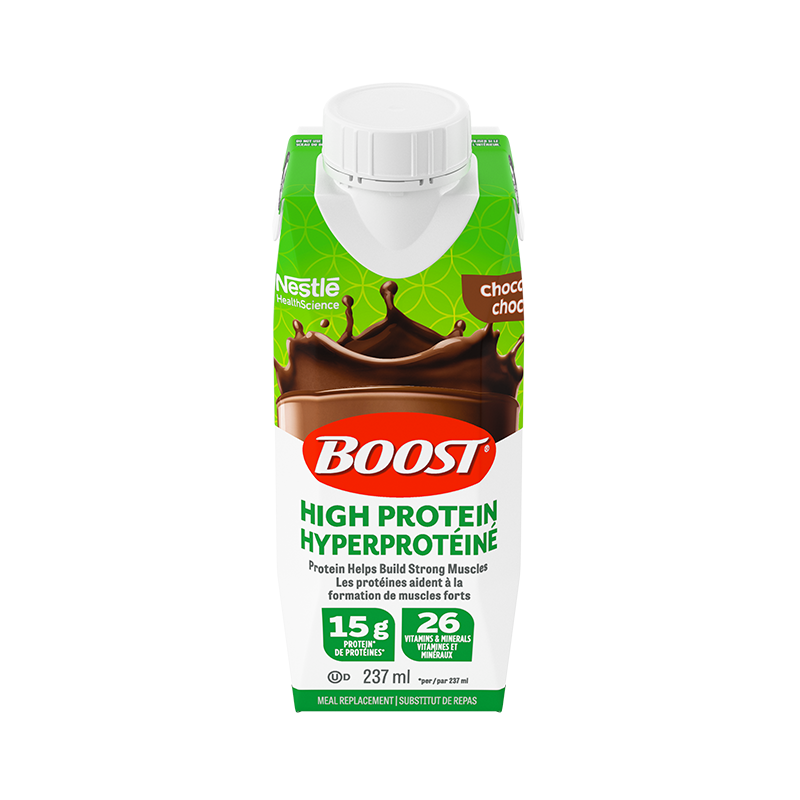 Nestlé
HealthScience
choco
choc
BOOST®
HIGH PROTEIN
HYPERPROTÉINÉ
Protein Helps Build Strong Muscles
Les protéines aident à la
formation de muscles forts
15 g
PROTEIN*
DE PROTÉINES*
26
VITAMINS & MINERALS
VITAMINES ET
MINÉRAUX
U D 237 ml *per/par 237 ml
MEAL REPLACEMENT | SUBSTITUT DE REPAS